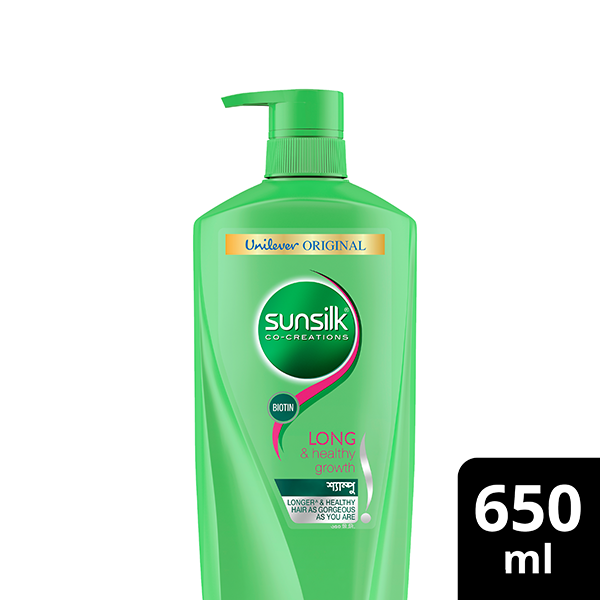 Unilever ORIGINAL
sunsilk®
CO-CREATIONS
BIOTIN
LONG
& healthy
growth
শ্যাম্পু
LONGER^ & HEALTHY
HAIR AS GORGEOUS
AS YOU ARE
650
ml